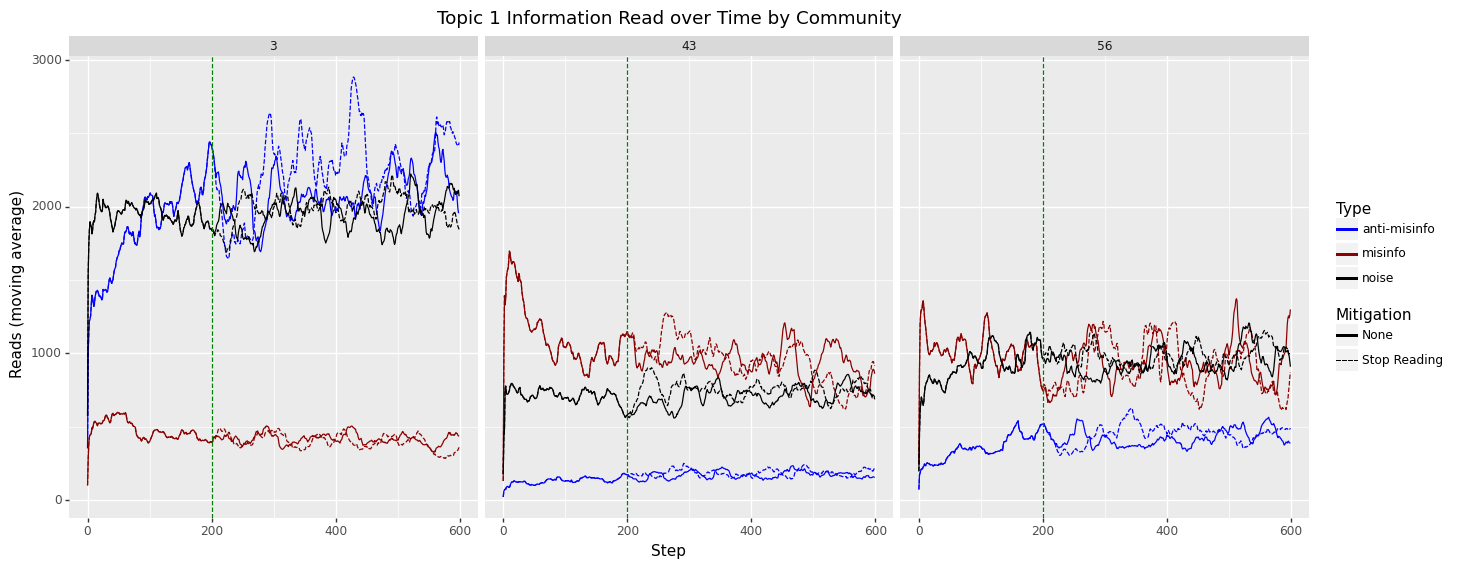 Topic 1 Information Read over Time by Community
3
43
56
3000
2000
1000
0
Reads (moving average)
0
200
400
600
0
200
400
600
0
200
400
600
Step
Type
anti-misinfo
misinfo
noise
Mitigation
None
Stop Reading